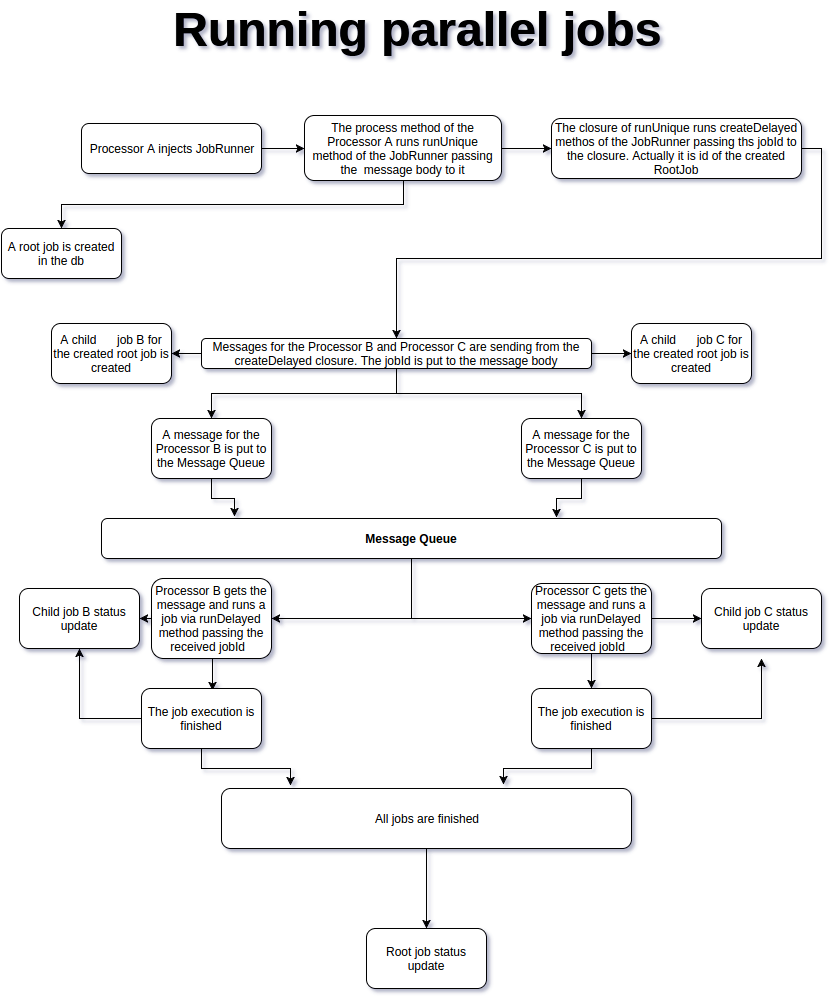 Running parallel jobs
Processor A injects JobRunner
The process method of the
Processor A runs runUnique
method of the JobRunner passing
the message body to it
The closure of runUnique runs createDelayed
methos of the JobRunner passing ths jobId to
the closure. Actually it is id of the created
RootJob
A root job is created
in the db
A child job B for
the created root job is
created
Messages for the Processor B and Processor C are sending from the
createDelayed closure. The jobId is put to the message body
A child job C for
the created root job is
created
A message for the
Processor B is put to
the Message Queue
A message for the
Processor C is put to
the Message Queue
Message Queue
Child job B status
update
Processor B gets the
message and runs a
job via runDelayed
method passing the
received jobId
Processor C gets the
message and runs a
job via runDelayed
method passing the
received jobId
Child job C status
update
The job execution is
finished
The job execution is
finished
All jobs are finished
Root job status
update